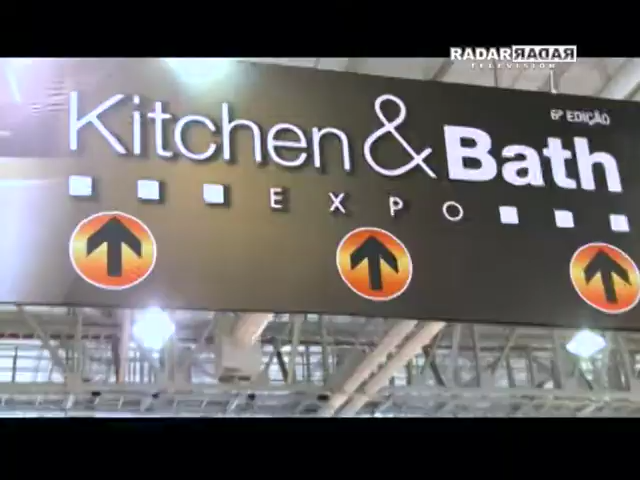 RADAR RADAR
TELEVISION
6ª EDIÇÃO
Kitchen & Bath
EXPO